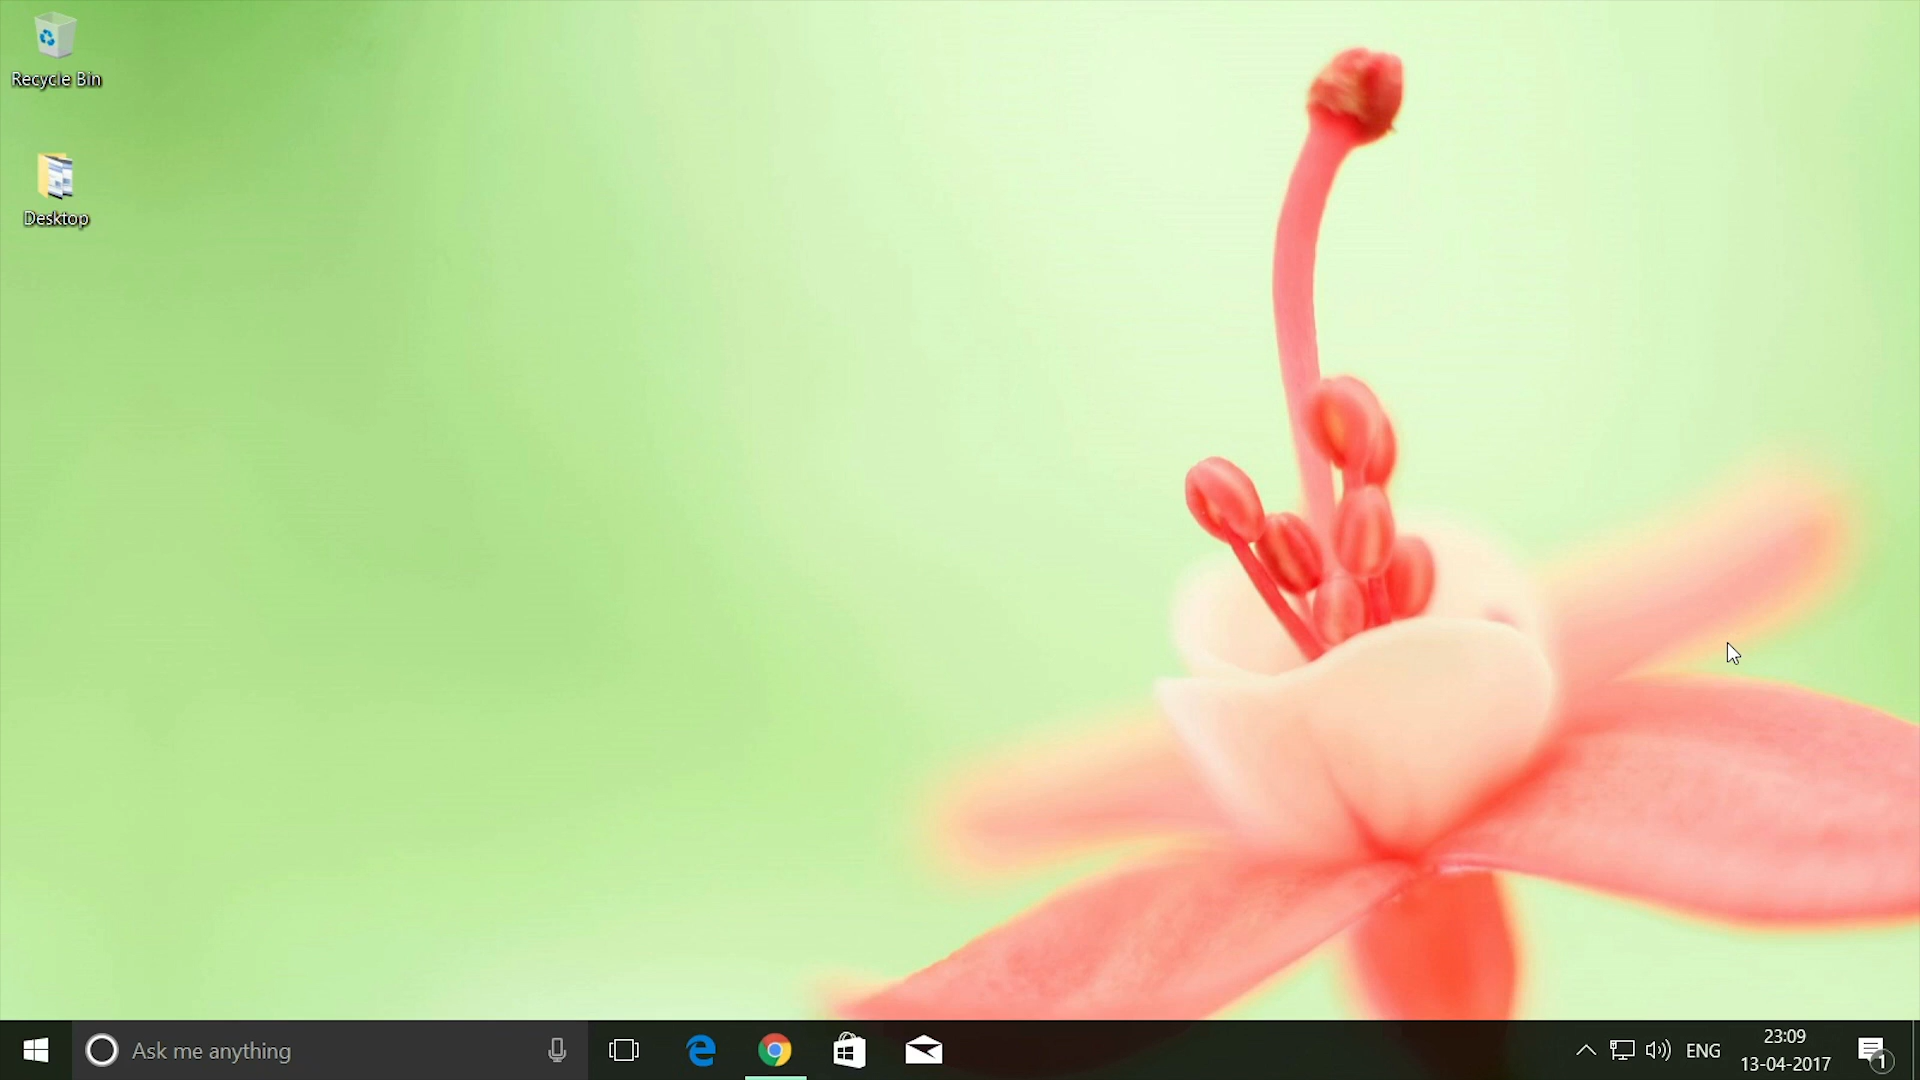 Recycle Bin
Desktop
Ask me anything
ENG
23:09
13-04-2017
1